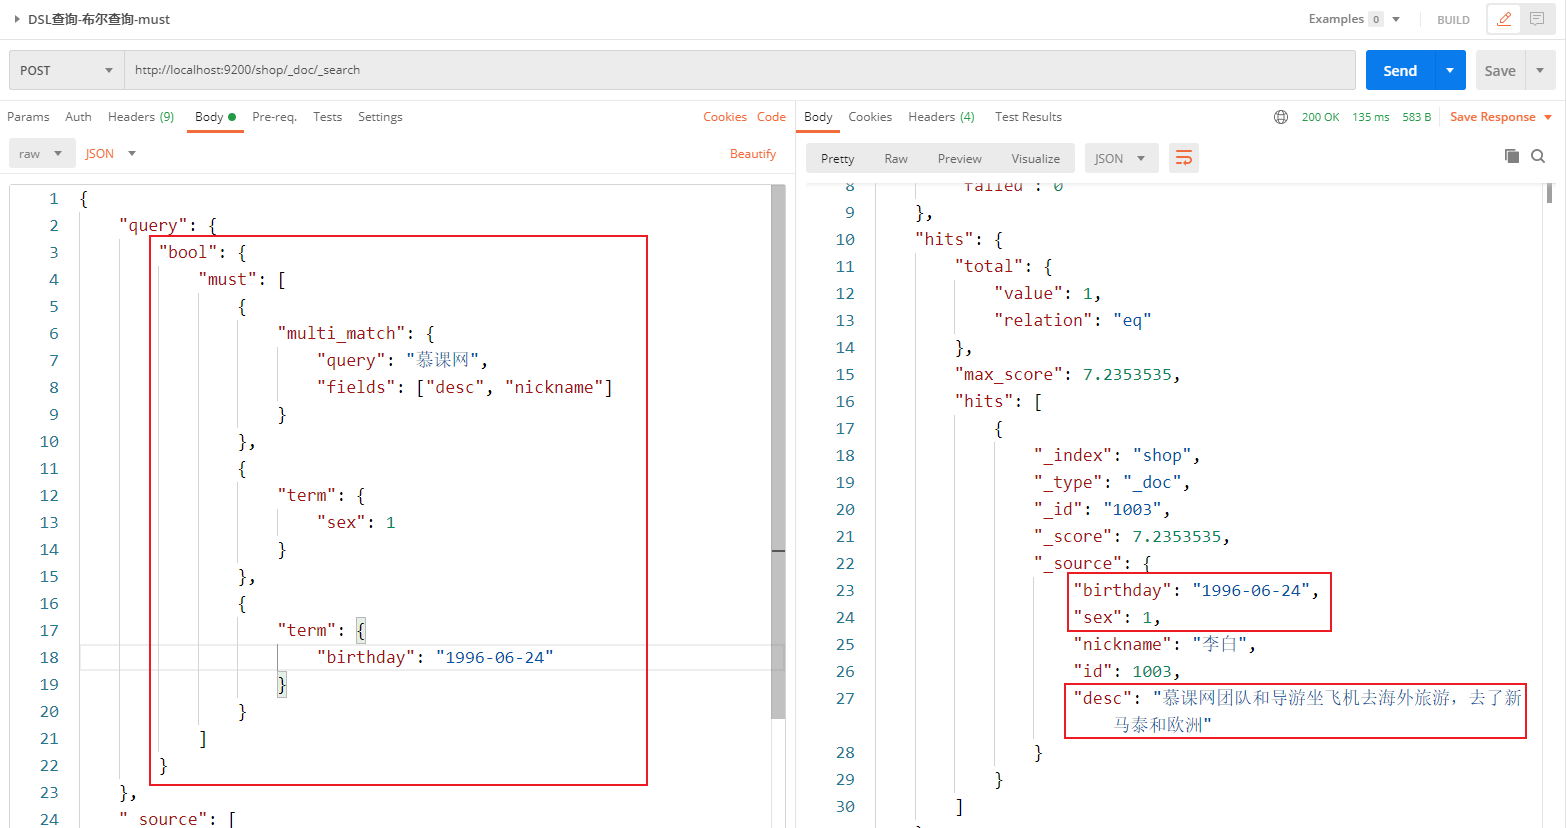 DSL查询-布尔查询-must
Examples 0
BUILD
POST
http://localhost:9200/shop/_doc/_search
Send
Save
Params Auth Headers (9) Body Pre-req. Tests Settings
Cookies Code
raw JSON
Beautify
1 {
2 "query": {
3 "bool": {
4 "must": [
5 {
6 "multi_match": {
7 "query": "慕课网",
8 "fields": ["desc", "nickname"]
9 }
10 },
11 {
12 "term": {
13 "sex": 1
14 }
15 },
16 {
17 "term": {
18 "birthday": "1996-06-24"
19 }
20 }
21 ]
22 }
23 },
24 "_source": [
Body Cookies Headers (4) Test Results
200 OK 135 ms 583 B Save Response
Pretty Raw Preview Visualize JSON
8 "failed": 0
9 },
10 "hits": {
11 "total": {
12 "value": 1,
13 "relation": "eq"
14 },
15 "max_score": 7.2353535,
16 "hits": [
17 {
18 "_index": "shop",
19 "_type": "_doc",
20 "_id": "1003",
21 "_score": 7.2353535,
22 "_source": {
23 "birthday": "1996-06-24",
24 "sex": 1,
25 "nickname": "李白",
26 "id": 1003,
27 "desc": "慕课网团队和导游坐飞机去海外旅游，去了新
马泰和欧洲"
28 }
29 }
30 ]